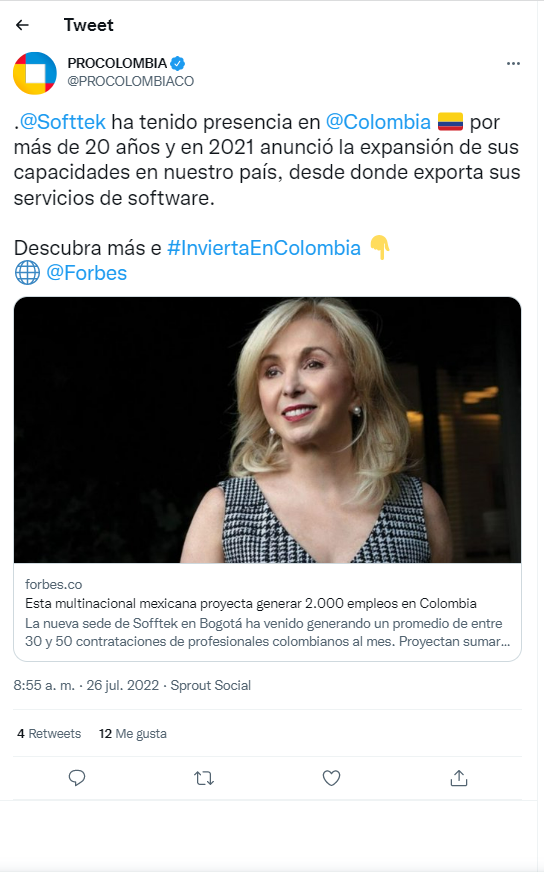 Tweet
PROCOLOMBIA
@PROCOLOMBIACO
.@Softtek ha tenido presencia en @Colombia 🇨🇴 por
más de 20 años y en 2021 anunció la expansión de sus
capacidades en nuestro país, desde donde exporta sus
servicios de software.
Descubra más e #InviertaEnColombia 👇
🌐 @Forbes
forbes.co
Esta multinacional mexicana proyecta generar 2.000 empleos en Colombia
La nueva sede de Sofftek en Bogotá ha venido generando un promedio de entre
30 y 50 contrataciones de profesionales colombianos al mes. Proyectan sumar...
8:55 a. m. · 26 jul. 2022 · Sprout Social
4 Retweets 12 Me gusta